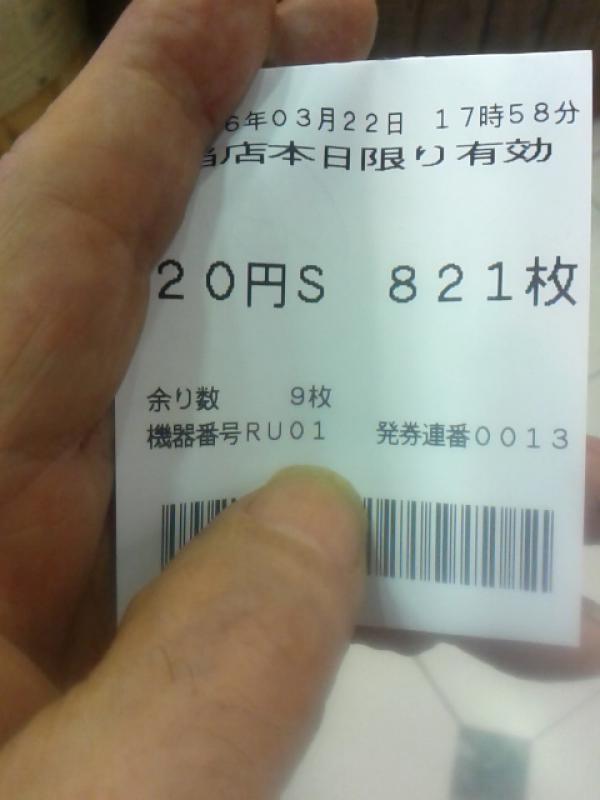 6年03月22日 17時58分
当店本日限り有効
20円S 821枚
余り数 9枚
機器番号RU01 発券連番0013